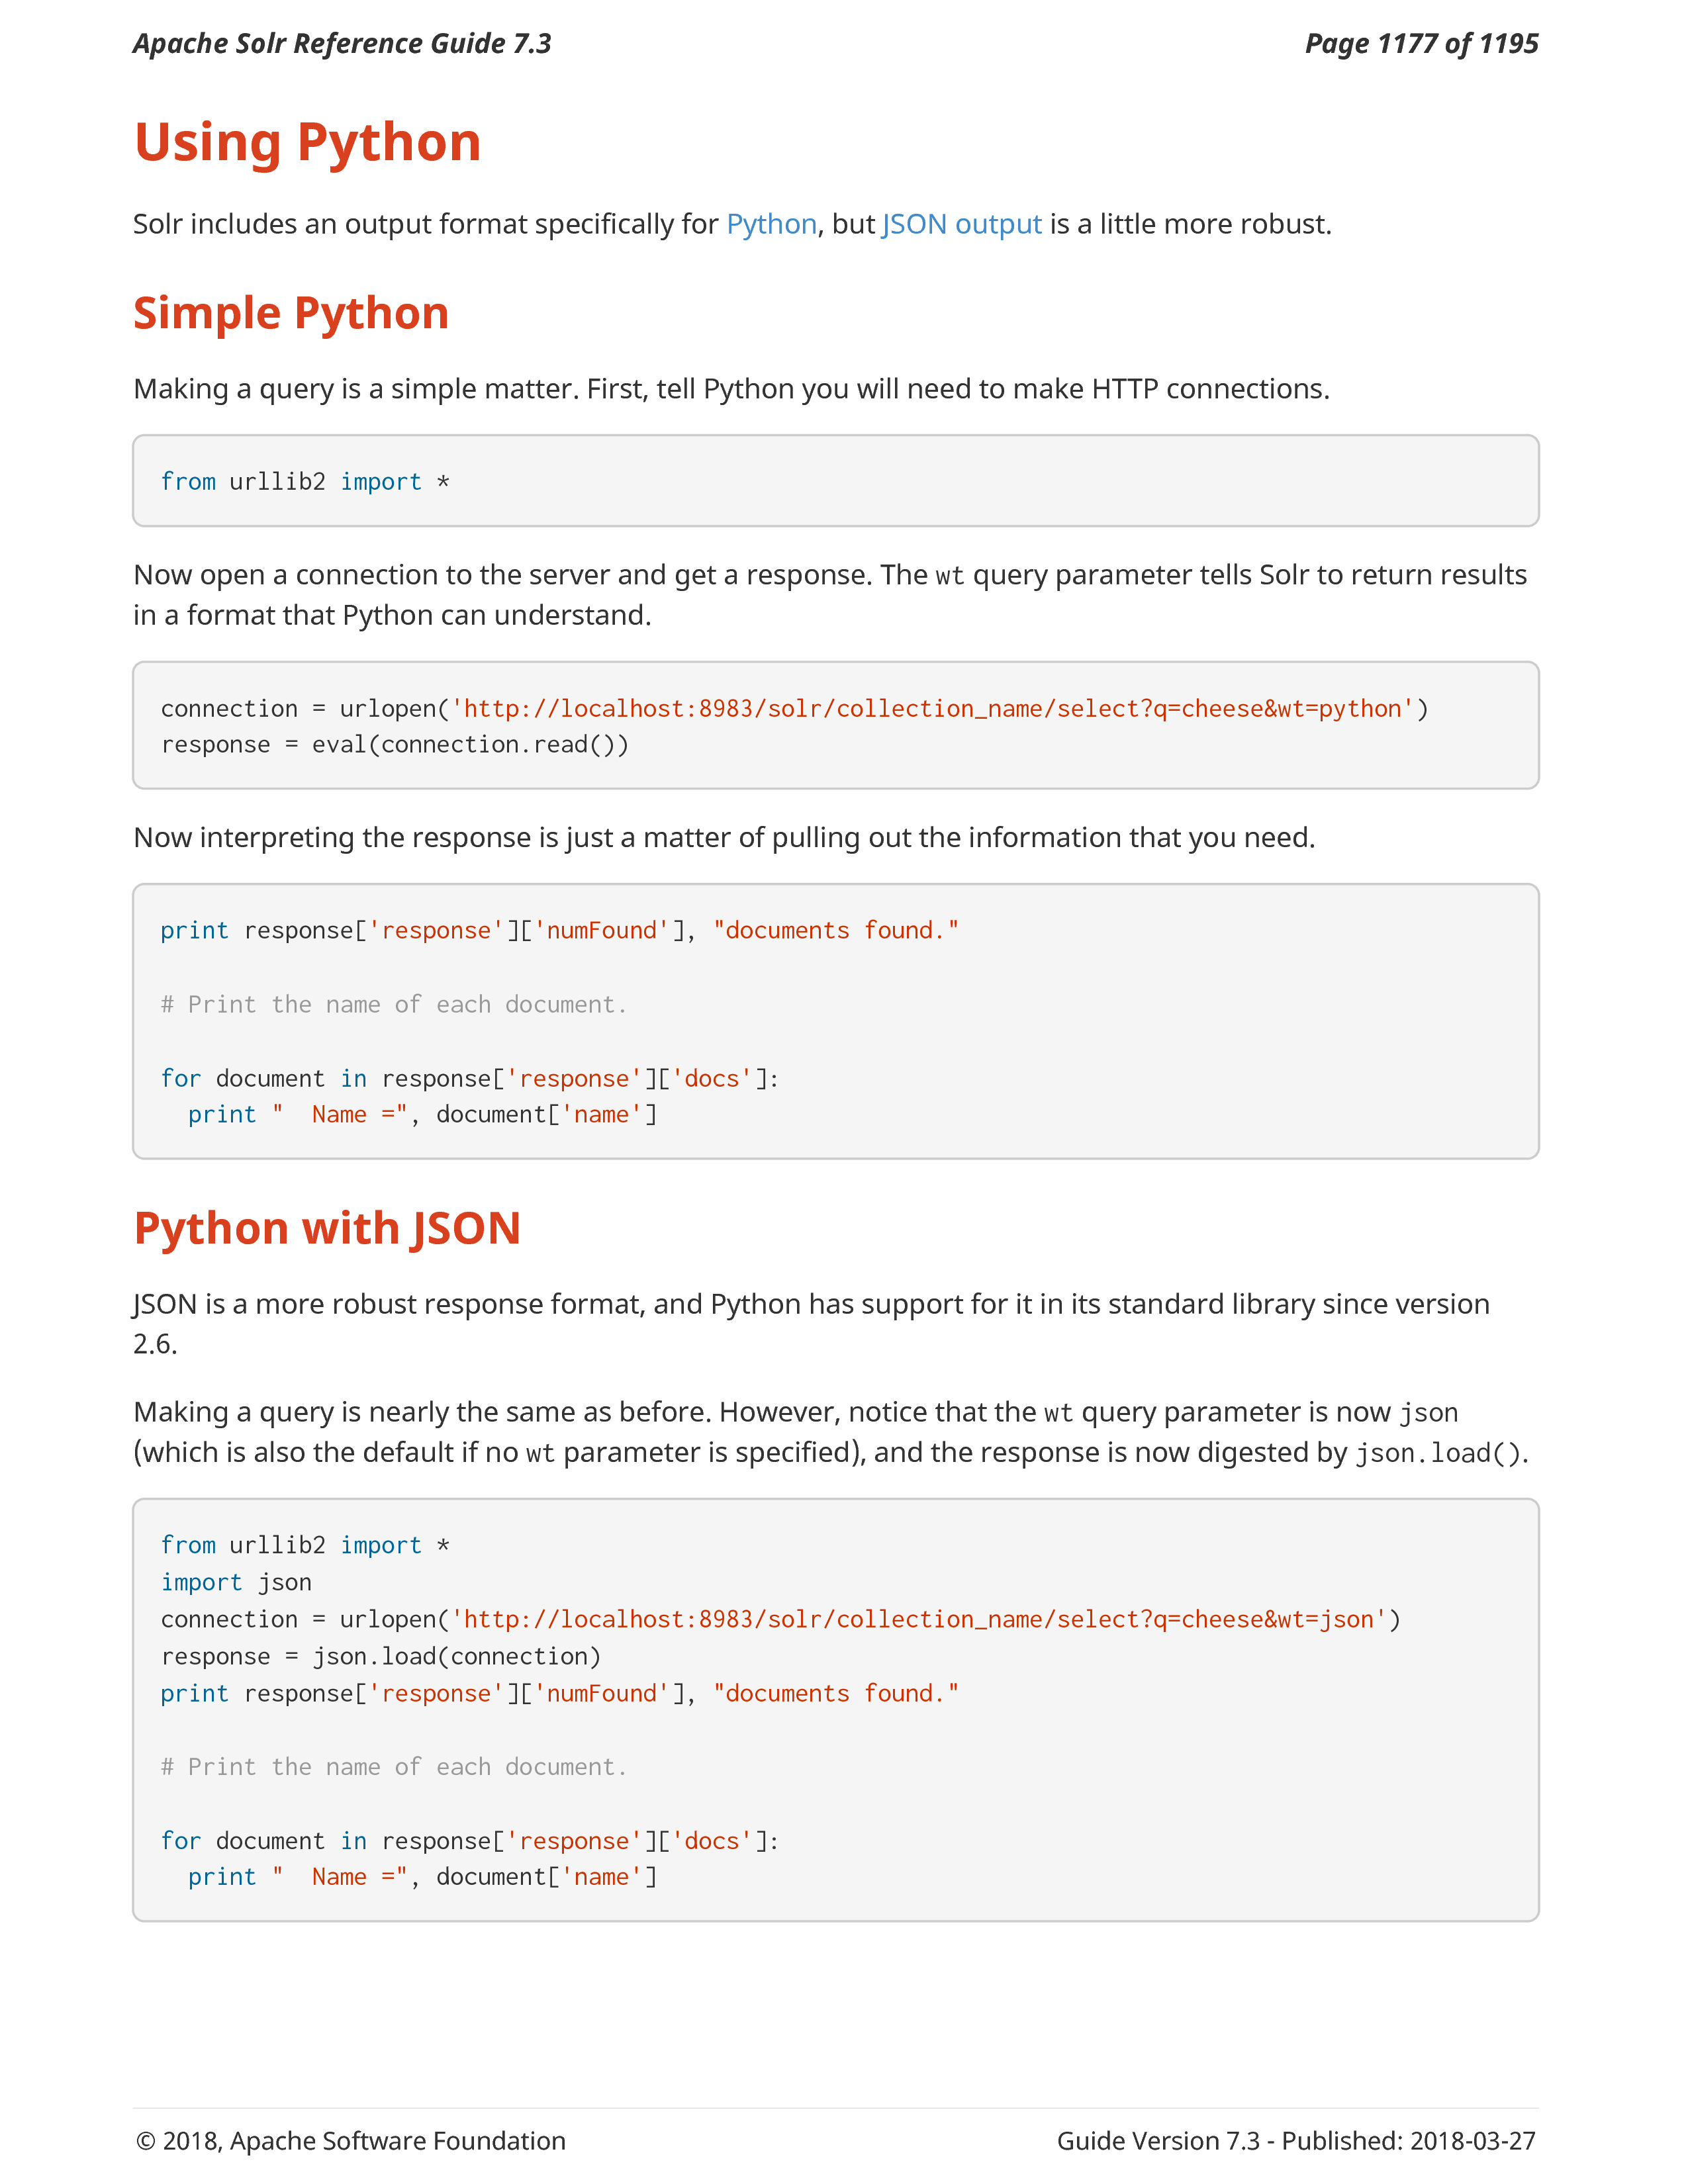 Apache Solr Reference Guide 7.3
Page 1177 of 1195
Using Python
Solr includes an output format specifically for Python, but JSON output is a little more robust.
Simple Python
Making a query is a simple matter. First, tell Python you will need to make HTTP connections.
from urllib2 import *
Now open a connection to the server and get a response. The wt query parameter tells Solr to return results
in a format that Python can understand.
connection = urlopen('http://localhost:8983/solr/collection_name/select?q=cheese&wt=python')
response = eval(connection.read())
Now interpreting the response is just a matter of pulling out the information that you need.
print response['response']['numFound'], "documents found."
# Print the name of each document.
for document in response['response']['docs']:
  print "  Name =", document['name']
Python with JSON
JSON is a more robust response format, and Python has support for it in its standard library since version
2.6.
Making a query is nearly the same as before. However, notice that the wt query parameter is now json
(which is also the default if no wt parameter is specified), and the response is now digested by json.load().
from urllib2 import *
import json
connection = urlopen('http://localhost:8983/solr/collection_name/select?q=cheese&wt=json')
response = json.load(connection)
print response['response']['numFound'], "documents found."
# Print the name of each document.
for document in response['response']['docs']:
  print "  Name =", document['name']
© 2018, Apache Software Foundation
Guide Version 7.3 - Published: 2018-03-27